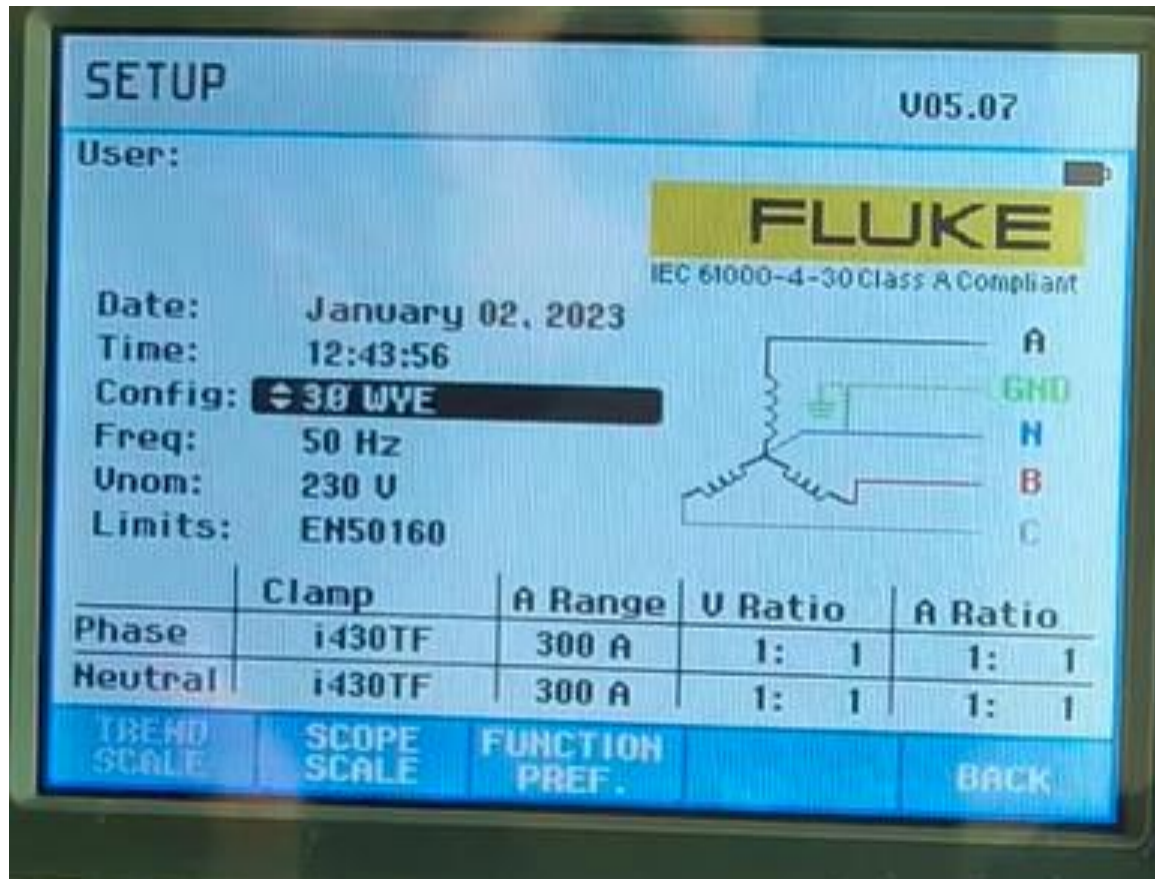 SETUP
V05.07
User:
FLUKE
IEC 61000-4-30 Class A Compliant
Date: January 02, 2023
Time: 12:43:56
Config: 3Ø WYE
Freq: 50 Hz
Vnom: 230 V
Limits: EN50160
A
GND
N
B
C
Clamp A Range V Ratio A Ratio
Phase i430TF 300 A 1: 1 1: 1
Neutral i430TF 300 A 1: 1 1: 1
TREND SCOPE FUNCTION
SCALE SCALE PREF. BACK